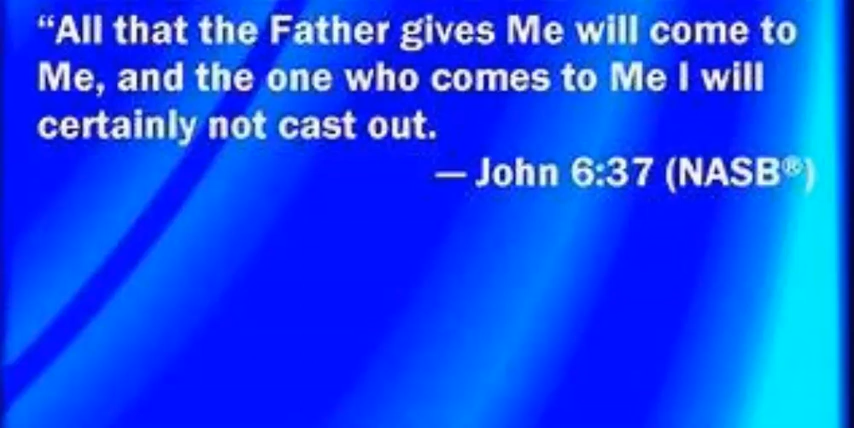 “All that the Father gives Me will come to
Me, and the one who comes to Me I will
certainly not cast out.
— John 6:37 (NASB®)